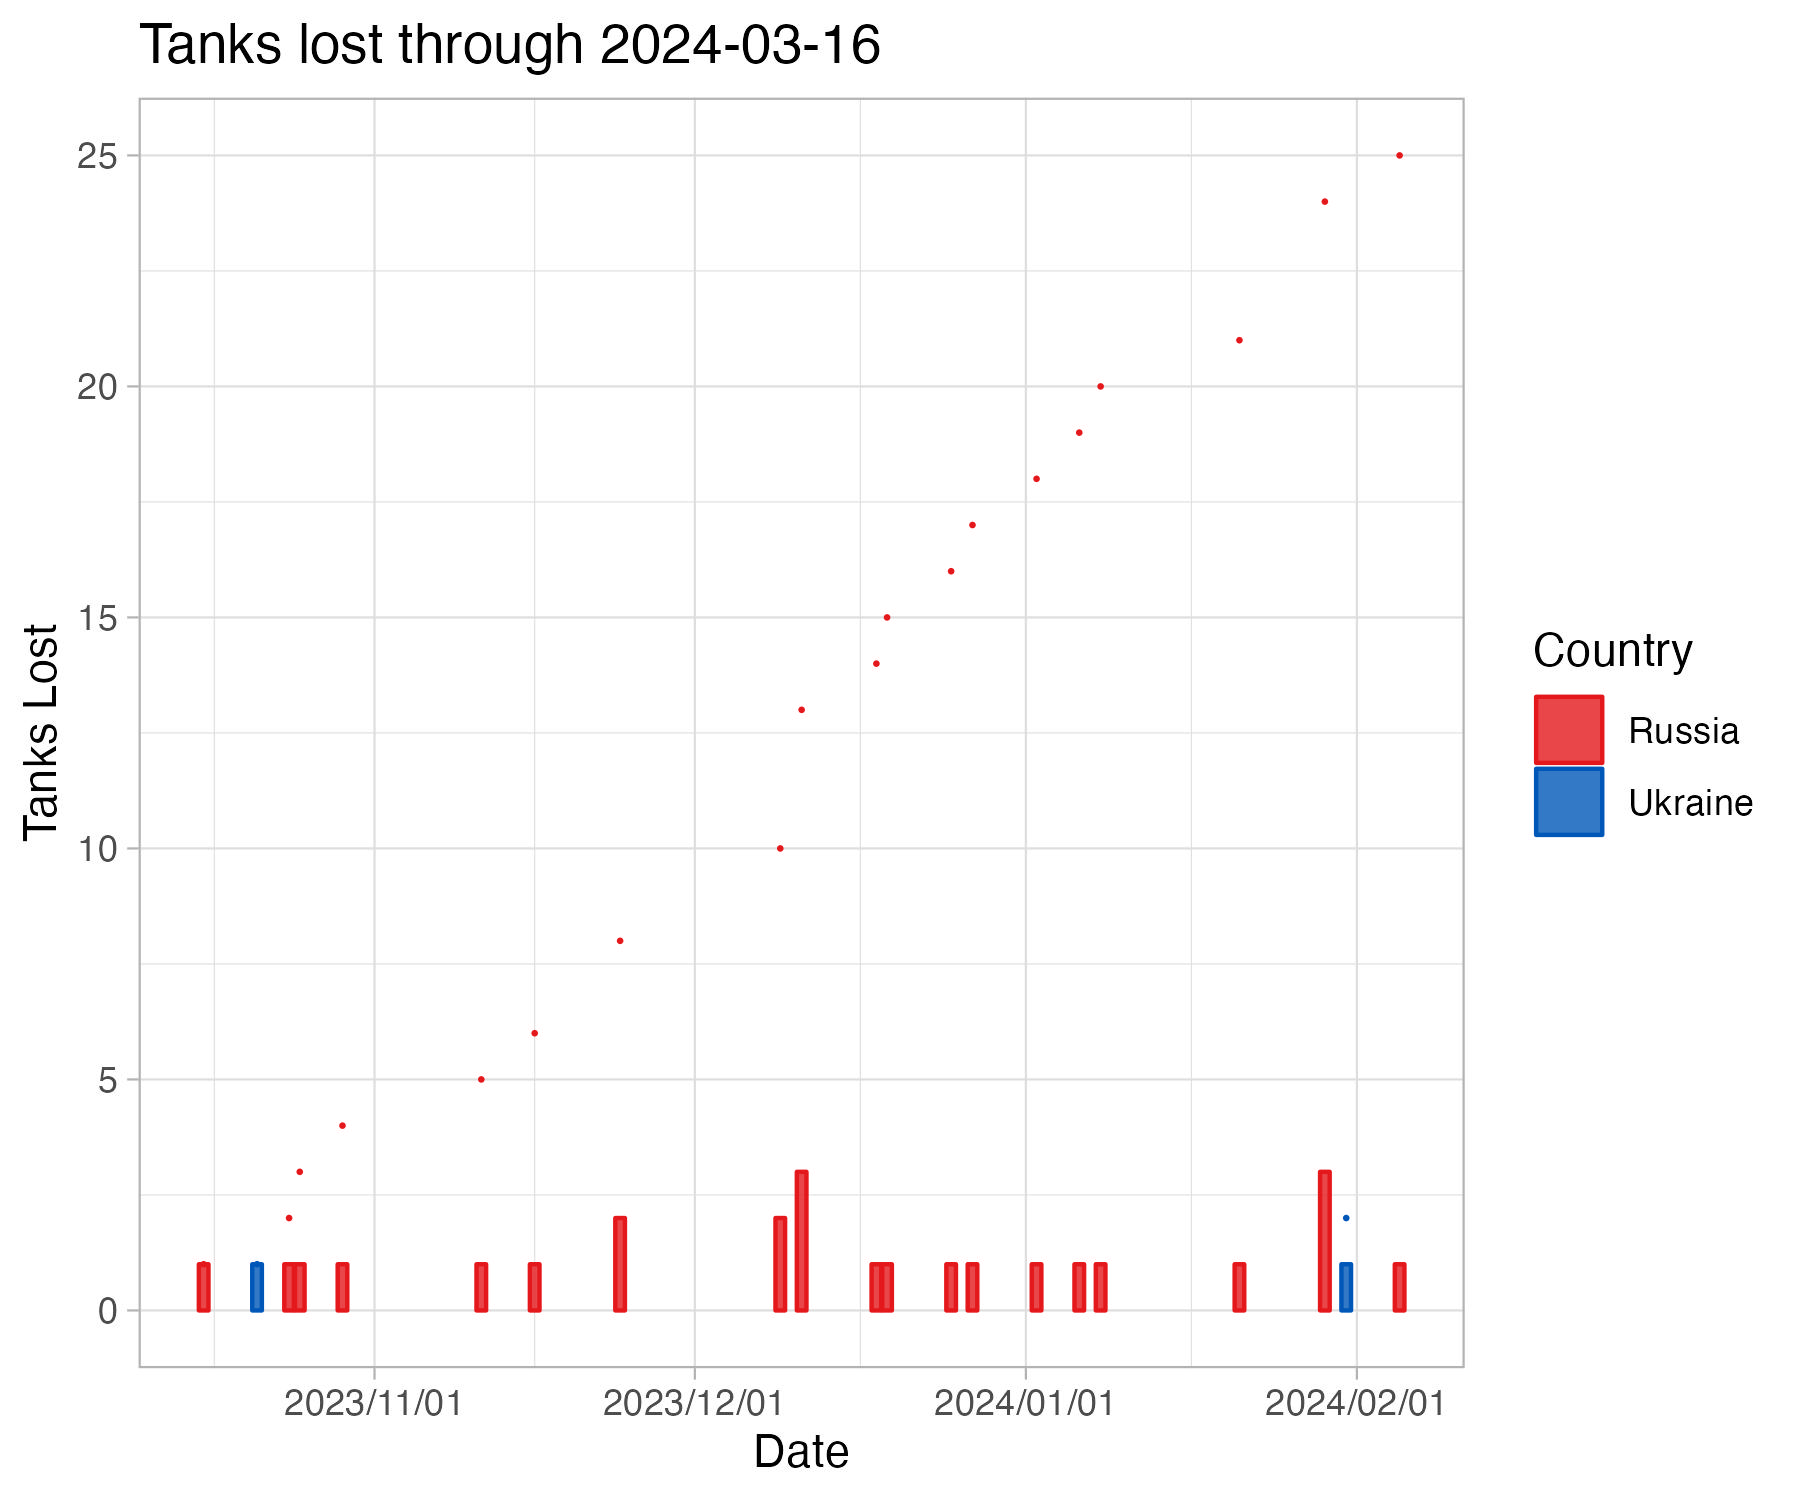 Tanks lost through 2024-03-16
25
20
15
10
5
0
Tanks Lost
2023/11/01
2023/12/01
2024/01/01
2024/02/01
Date
Country
Russia
Ukraine